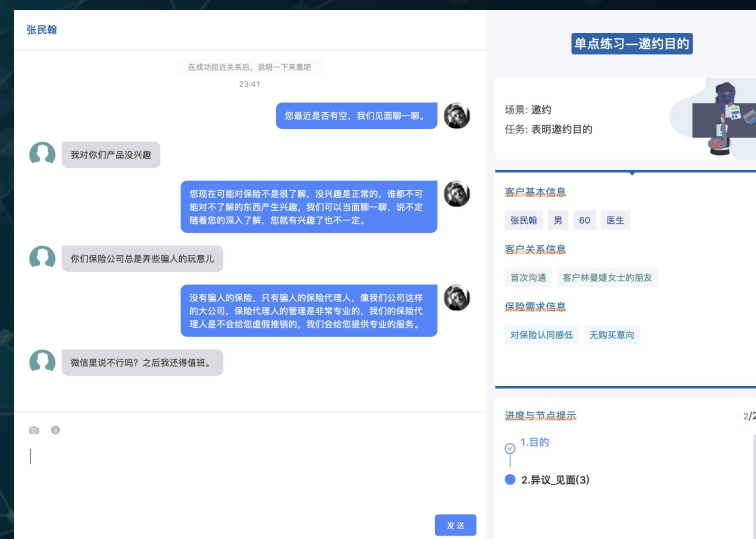 张民翰
在成功拉近关系后，说明一下来意吧
23:41
您最近是否有空，我们见面聊一聊。
我对你们产品没兴趣
您现在可能对保险不是很了解，没兴趣是正常的，谁都不可
能对不了解的东西产生兴趣，我们可以当面聊一聊，说不定
随着您的深入了解，您就有兴趣了也不一定。
你们保险公司总是弄些骗人的玩意儿
没有骗人的保险，只有骗人的保险代理人，像我们公司这样
的大公司，保险代理人的管理是非常专业的，我们的保险代
理人是不会给您虚假推销的，我们会给您提供专业的服务。
微信里说不行吗？之后我还得值班。
发送
单点练习—邀约目的
场景: 邀约
任务: 表明邀约目的
客户基本信息
张民翰 男 60 医生
客户关系信息
首次沟通 客户林曼婕女士的朋友
保险需求信息
对保险认同感低 无购买意向
进度与节点提示 2/2
1.目的
2.异议_见面(3)